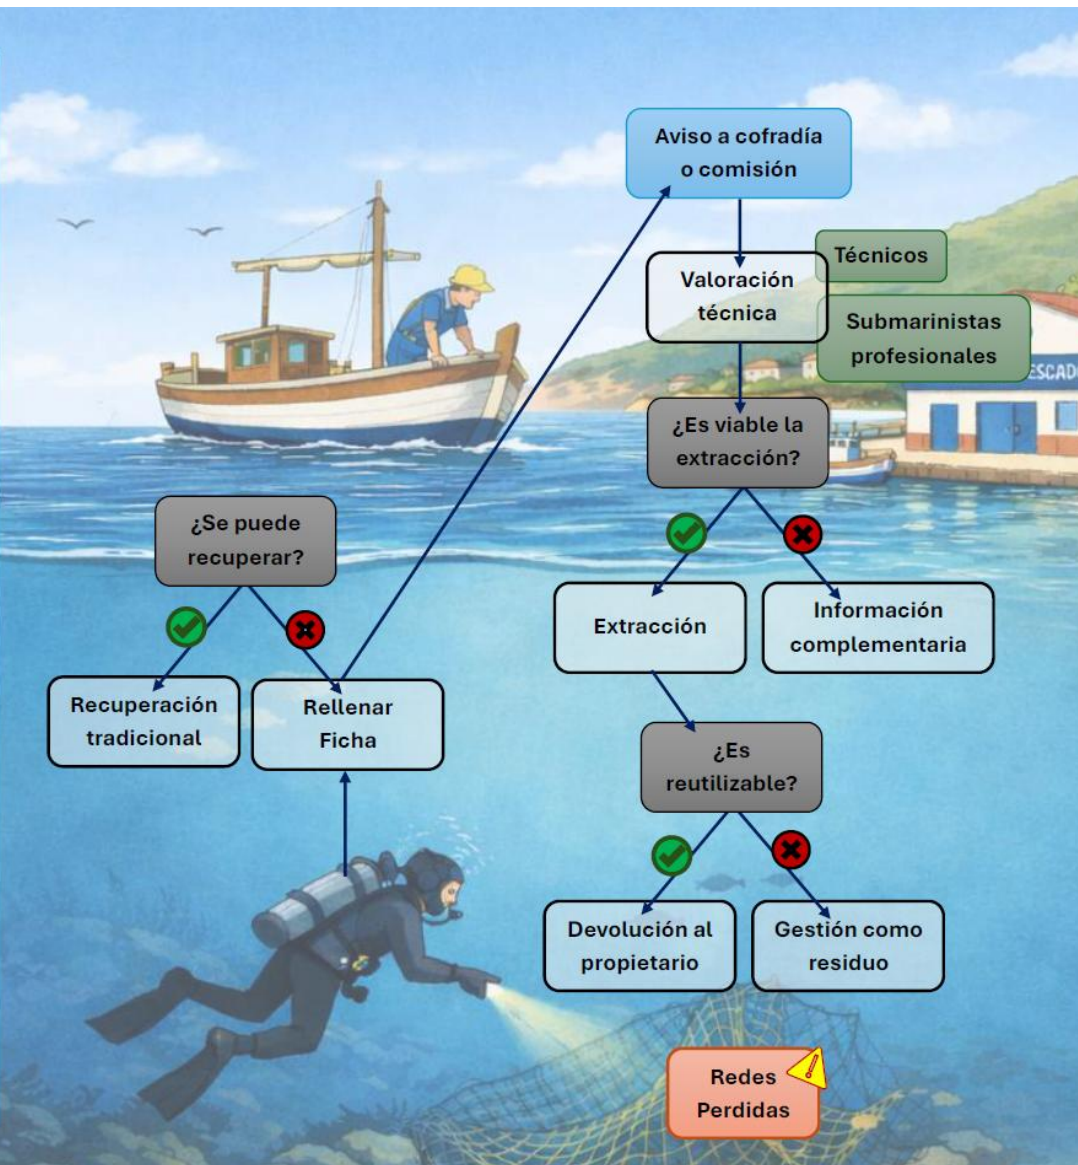 Aviso a cofradía
o comisión
Técnicos
Valoración
técnica
Submarinistas
profesionales
ESCAD
¿Es viable la
extracción?
¿Se puede
recuperar?
Extracción
Información
complementaria
Recuperación
tradicional
Rellenar
Ficha
¿Es
reutilizable?
Devolución al
propietario
Gestión como
residuo
Redes
Perdidas